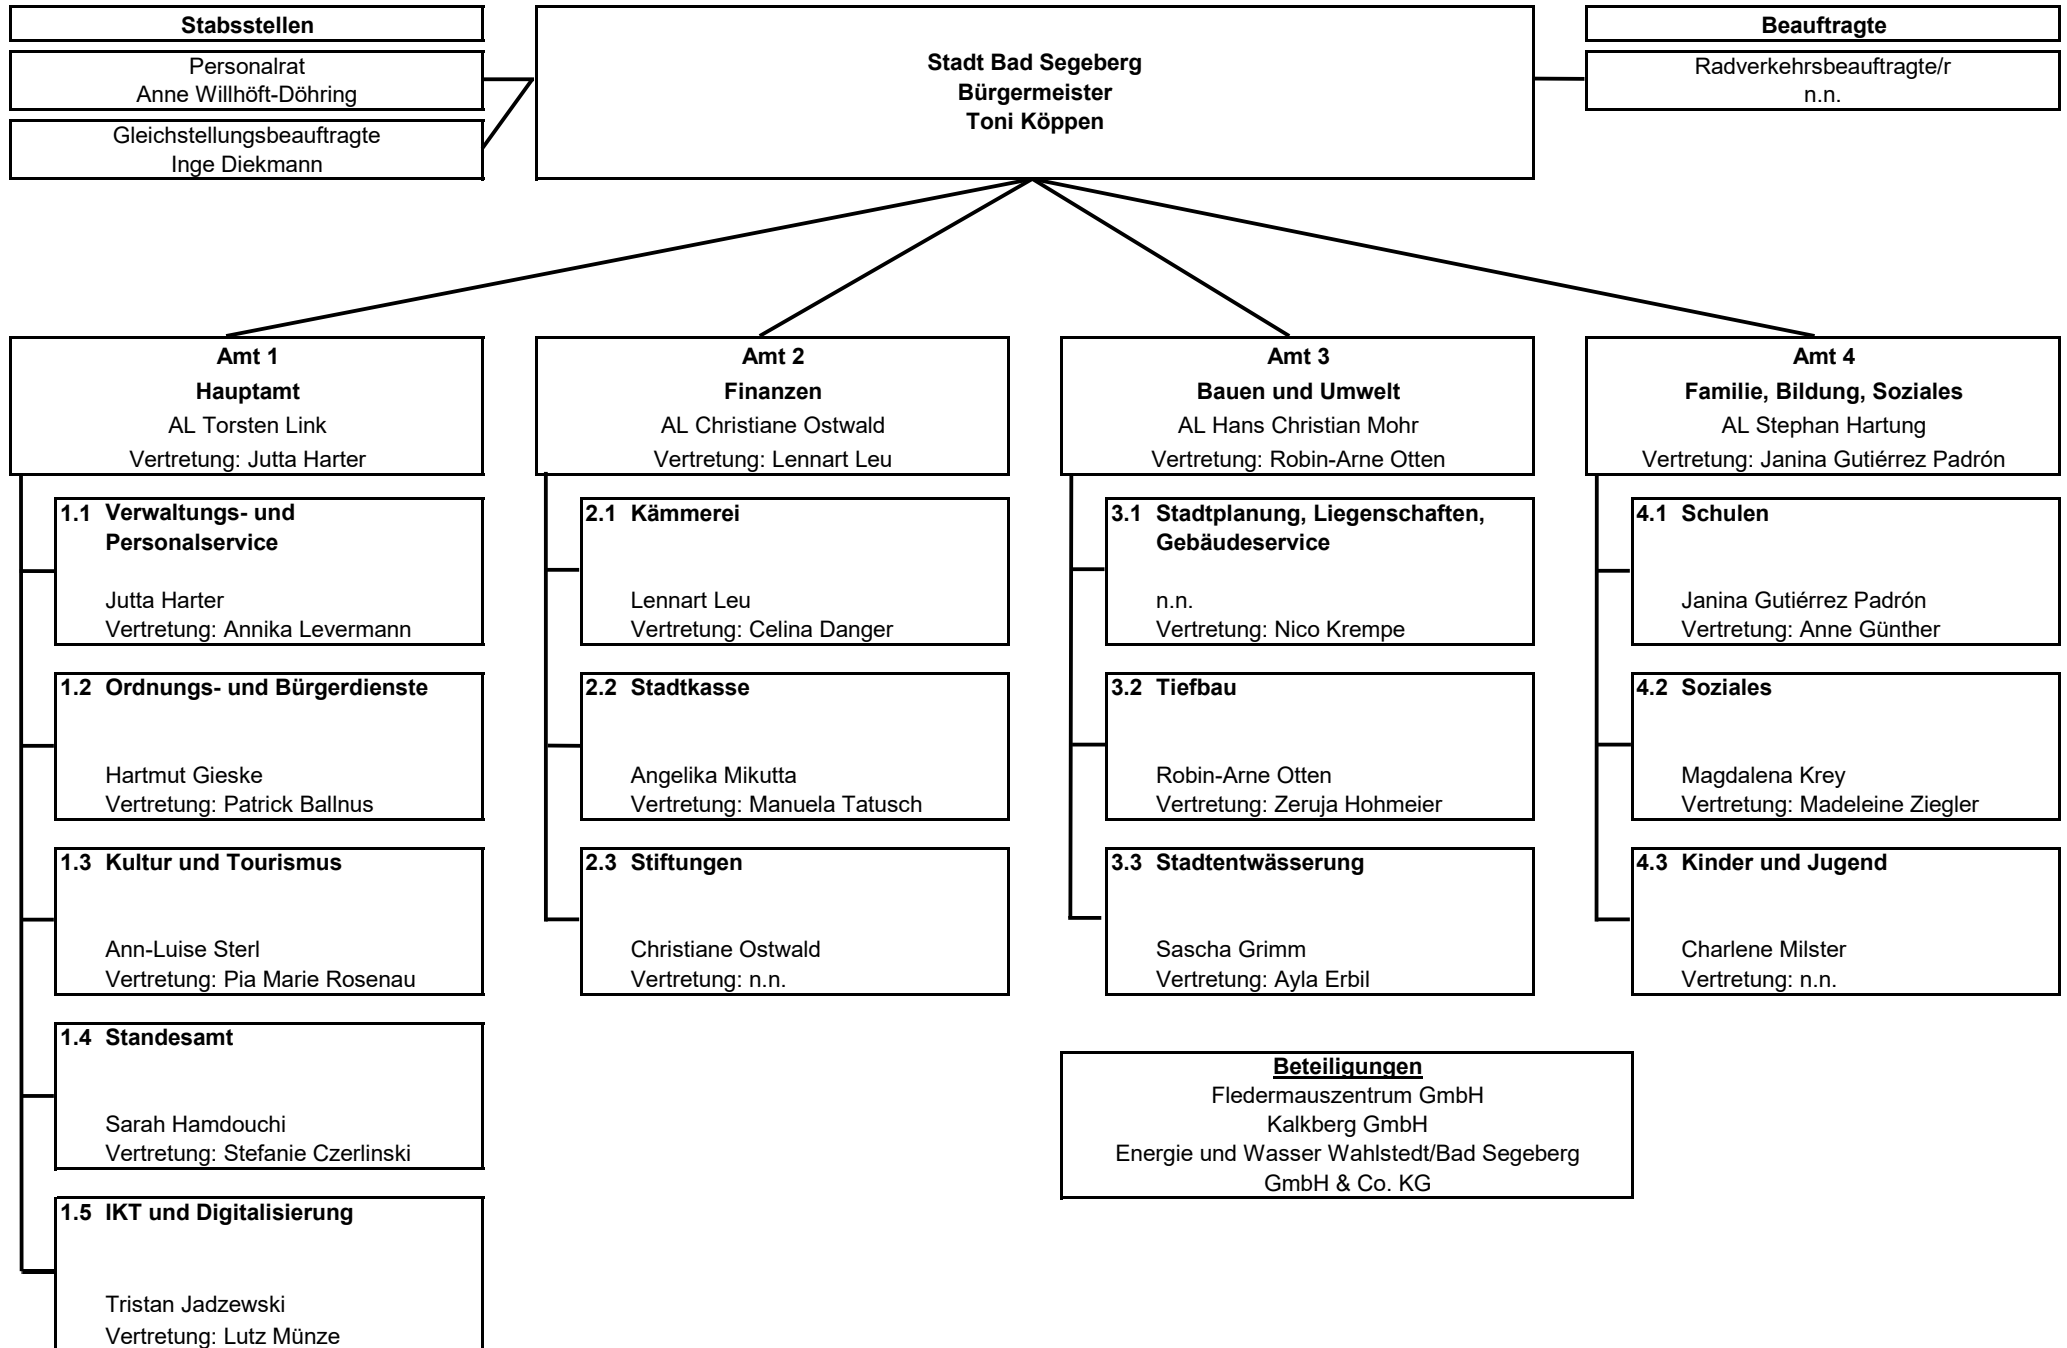 Stabsstellen
Personalrat
Anne Willhöft-Döhring
Gleichstellungsbeauftragte
Inge Diekmann
Stadt Bad Segeberg
Bürgermeister
Toni Köppen
Beauftragte
Radverkehrsbeauftragte/r
n.n.
Amt 1
Hauptamt
AL Torsten Link
Vertretung: Jutta Harter
1.1 Verwaltungs- und
Personalservice
Jutta Harter
Vertretung: Annika Levermann
1.2 Ordnungs- und Bürgerdienste
Hartmut Gieske
Vertretung: Patrick Ballnus
1.3 Kultur und Tourismus
Ann-Luise Sterl
Vertretung: Pia Marie Rosenau
1.4 Standesamt
Sarah Hamdouchi
Vertretung: Stefanie Czerlinski
1.5 IKT und Digitalisierung
Tristan Jadzewski
Vertretung: Lutz Münze
Amt 2
Finanzen
AL Christiane Ostwald
Vertretung: Lennart Leu
2.1 Kämmerei
Lennart Leu
Vertretung: Celina Danger
2.2 Stadtkasse
Angelika Mikutta
Vertretung: Manuela Tatusch
2.3 Stiftungen
Christiane Ostwald
Vertretung: n.n.
Amt 3
Bauen und Umwelt
AL Hans Christian Mohr
Vertretung: Robin-Arne Otten
3.1 Stadtplanung, Liegenschaften,
Gebäudeservice
n.n.
Vertretung: Nico Krempe
3.2 Tiefbau
Robin-Arne Otten
Vertretung: Zeruja Hohmeier
3.3 Stadtentwässerung
Sascha Grimm
Vertretung: Ayla Erbil
Amt 4
Familie, Bildung, Soziales
AL Stephan Hartung
Vertretung: Janina Gutiérrez Padrón
4.1 Schulen
Janina Gutiérrez Padrón
Vertretung: Anne Günther
4.2 Soziales
Magdalena Krey
Vertretung: Madeleine Ziegler
4.3 Kinder und Jugend
Charlene Milster
Vertretung: n.n.
Beteiligungen
Fledermauszentrum GmbH
Kalkberg GmbH
Energie und Wasser Wahlstedt/Bad Segeberg
GmbH & Co. KG